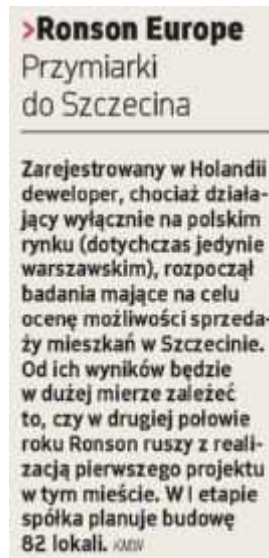 >Ronson Europe
Przymiarki
do Szczecina
Zarejestrowany w Holandii
deweloper, chociaż działa-
jący wyłącznie na polskim
rynku (dotychczas jedynie
warszawskim), rozpoczął
badania mające na celu
ocenę możliwości sprzeda-
ży mieszkań w Szczecinie.
Od ich wyników będzie
w dużej mierze zależeć
to, czy w drugiej połowie
roku Ronson ruszy z reali-
zacją pierwszego projektu
w tym mieście. W I etapie
spółka planuje budowę
82 lokali.